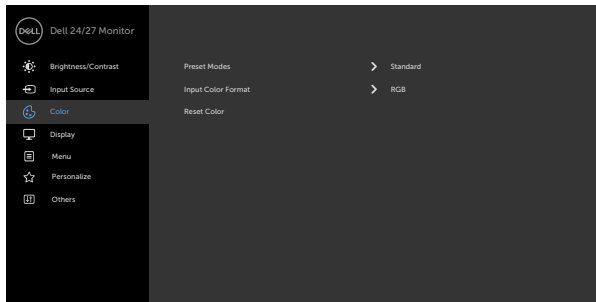 DELL Dell 24/27 Monitor
Brightness/Contrast
Input Source
Color
Display
Menu
Personalize
Others
Preset Modes Standard
Input Color Format RGB
Reset Color